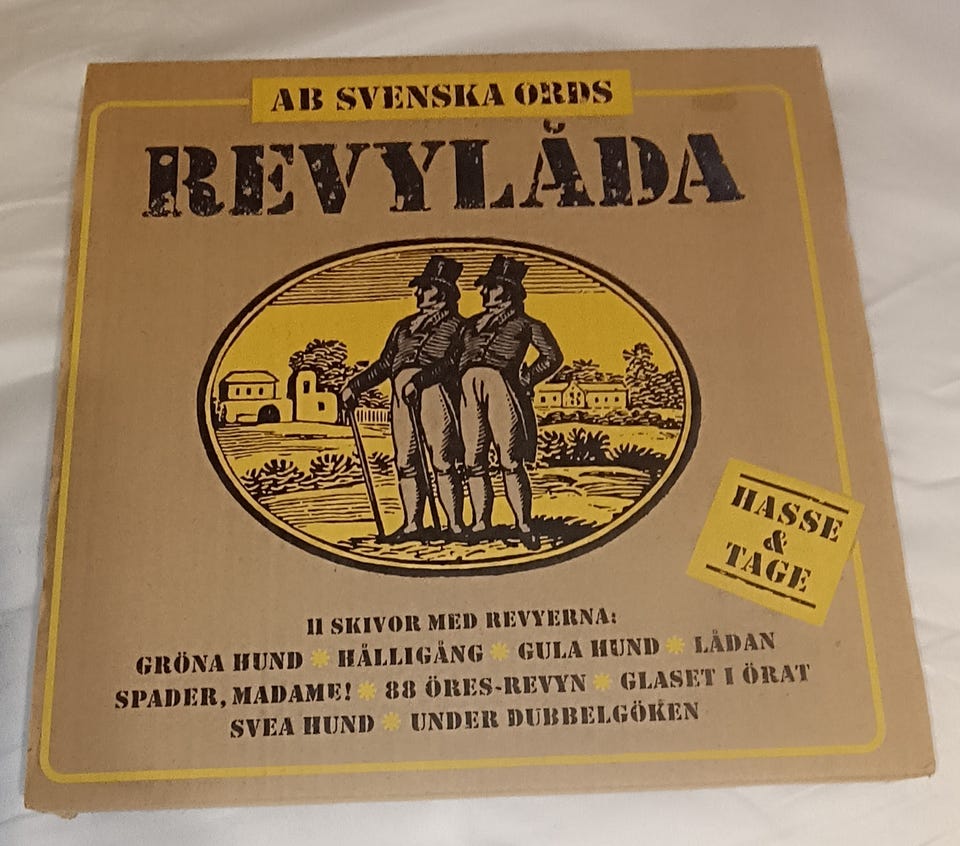 AB SVENSKA ORDS
REVYLÅDA
HASSE
&
TAGE
11 SKIVOR MED REVYERNA:
GRÖNA HUND * HÅLLIGÅNG * GULA HUND * LÅDAN
SPADER, MADAME! * 88 ÖRES-REVYN * GLASET I ÖRAT
SVEA HUND * UNDER DUBBELGÖKEN